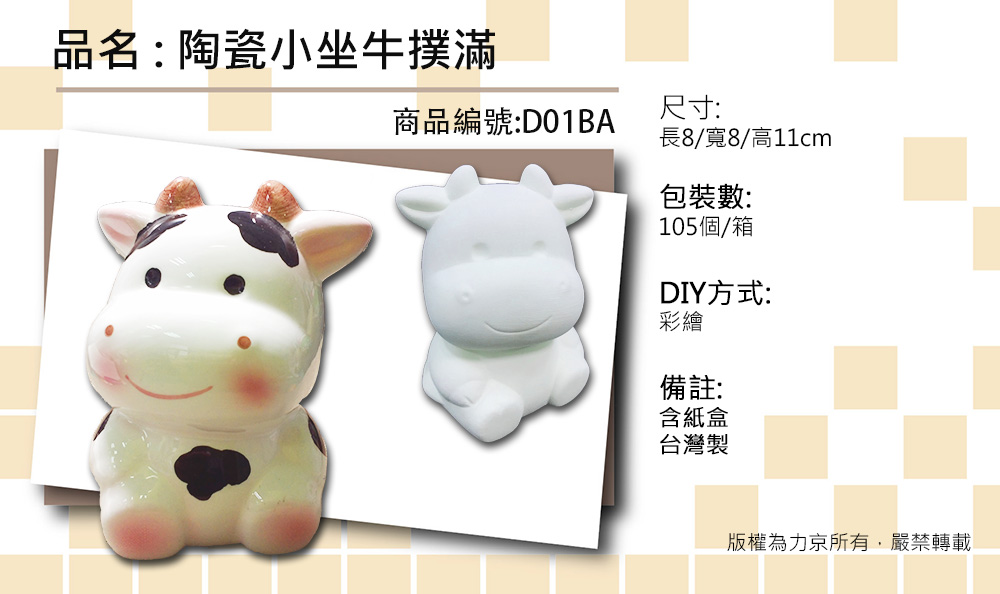 品名 : 陶瓷小坐牛撲滿
商品編號:D01BA
尺寸:
長8/寬8/高11cm
包裝數:
105個/箱
DIY方式:
彩繪
備註:
含紙盒
台灣製
版權為力京所有，嚴禁轉載